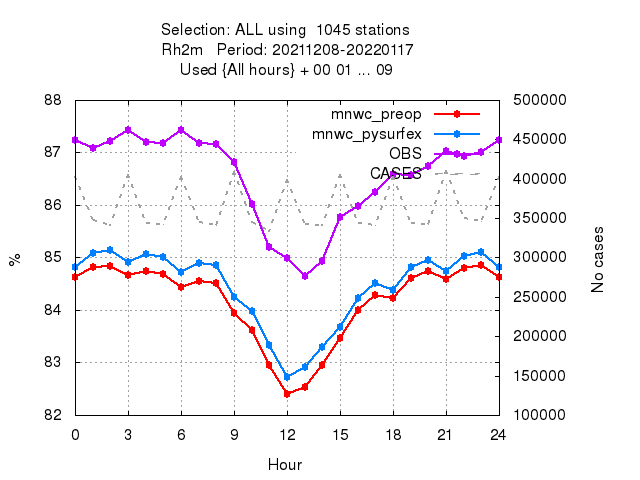 Selection: ALL using  1045 stations
Rh2m   Period: 20211208-20220117
Used {All hours} + 00 01 ... 09
mnwc_preop
mnwc_pysurfex
OBS
CASES
88
87
86
85
84
83
82
%
500000
450000
400000
350000
300000
250000
200000
150000
100000
No cases
0 3 6 9 12 15 18 21 24
Hour